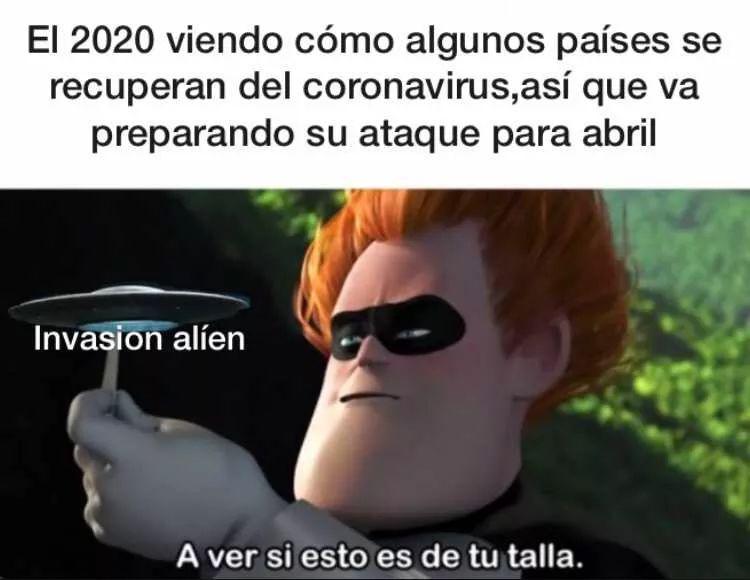 El 2020 viendo cómo algunos países se
recuperan del coronavirus,así que va
preparando su ataque para abril
Invasion alíen
A ver si esto es de tu talla.